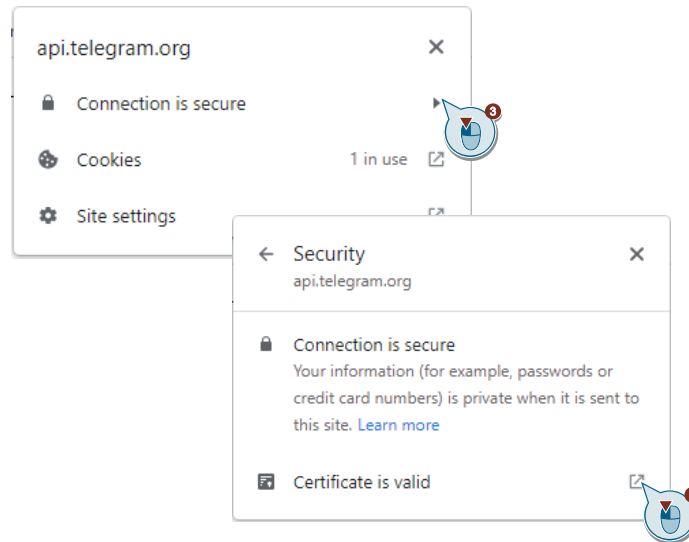 api.telegram.org
Connection is secure
3
Cookies 1 in use
Site settings
Security
api.telegram.org
Connection is secure
Your information (for example, passwords or
credit card numbers) is private when it is sent to
this site. Learn more
Certificate is valid